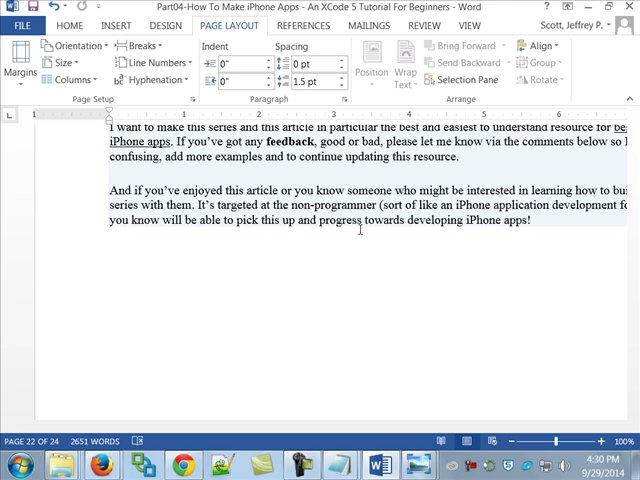 Part04-How To Make iPhone Apps - An XCode 5 Tutorial For Beginners - Word
FILE HOME INSERT DESIGN PAGE LAYOUT REFERENCES MAILINGS REVIEW VIEW Scott, Jeffrey P.
Margins
Orientation
Size
Columns
Breaks
Line Numbers
Hyphenation
Page Setup
Indent Spacing
0" 0 pt
0" 1.5 pt
Paragraph
Position
Wrap Text
Bring Forward
Send Backward
Selection Pane
Align
Group
Rotate
Arrange
1 1 2 3 4 5 6
I want to make this series and this article in particular the best and easiest to understand resource for
iPhone apps. If you've got any feedback, good or bad, please let me know via the comments below so I
confusing, add more examples and to continue updating this resource.
And if you've enjoyed this article or you know someone who might be interested in learning how to
series with them. It's targeted at the non-programmer (sort of like an iPhone application development
you know will be able to pick this up and progress towards developing iPhone apps!
PAGE 22 OF 24 2651 WORDS 100%
4:30 PM
9/29/2014